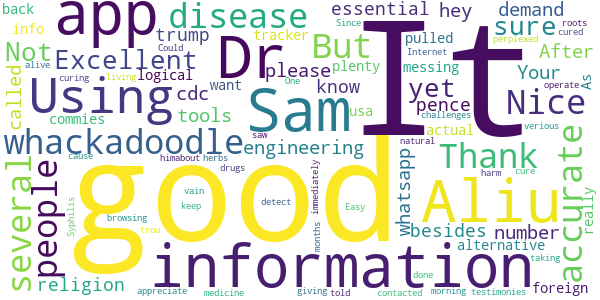 back
app
disease
essential hey
demand
info
Not
Excellent
trump
tracker
Dr
But
sure
Since
roots
cured
perplexed
Internet
pulled
Could
After
It
alive
curing
logical
please
plenty
messing
Your
operate
living
want
One
know
yet
As
called
Using
cdc
usa
actual
pence
Nice
challenges
commies
tools
Sam
saw
verious
whackadoodle
engineering
Thank
natural
cause
himabout
herbs
drugs
harm
cure
several
people
good
Aliu
whatsapp
accurate
really
immediately
vain
keep
detect
Easy
besides
number
Syphilis
browsing
trou
months
alternative
taking
religion
information
foreign
appreciate
medicine
giving
told
contacted
done
morning
testimonies